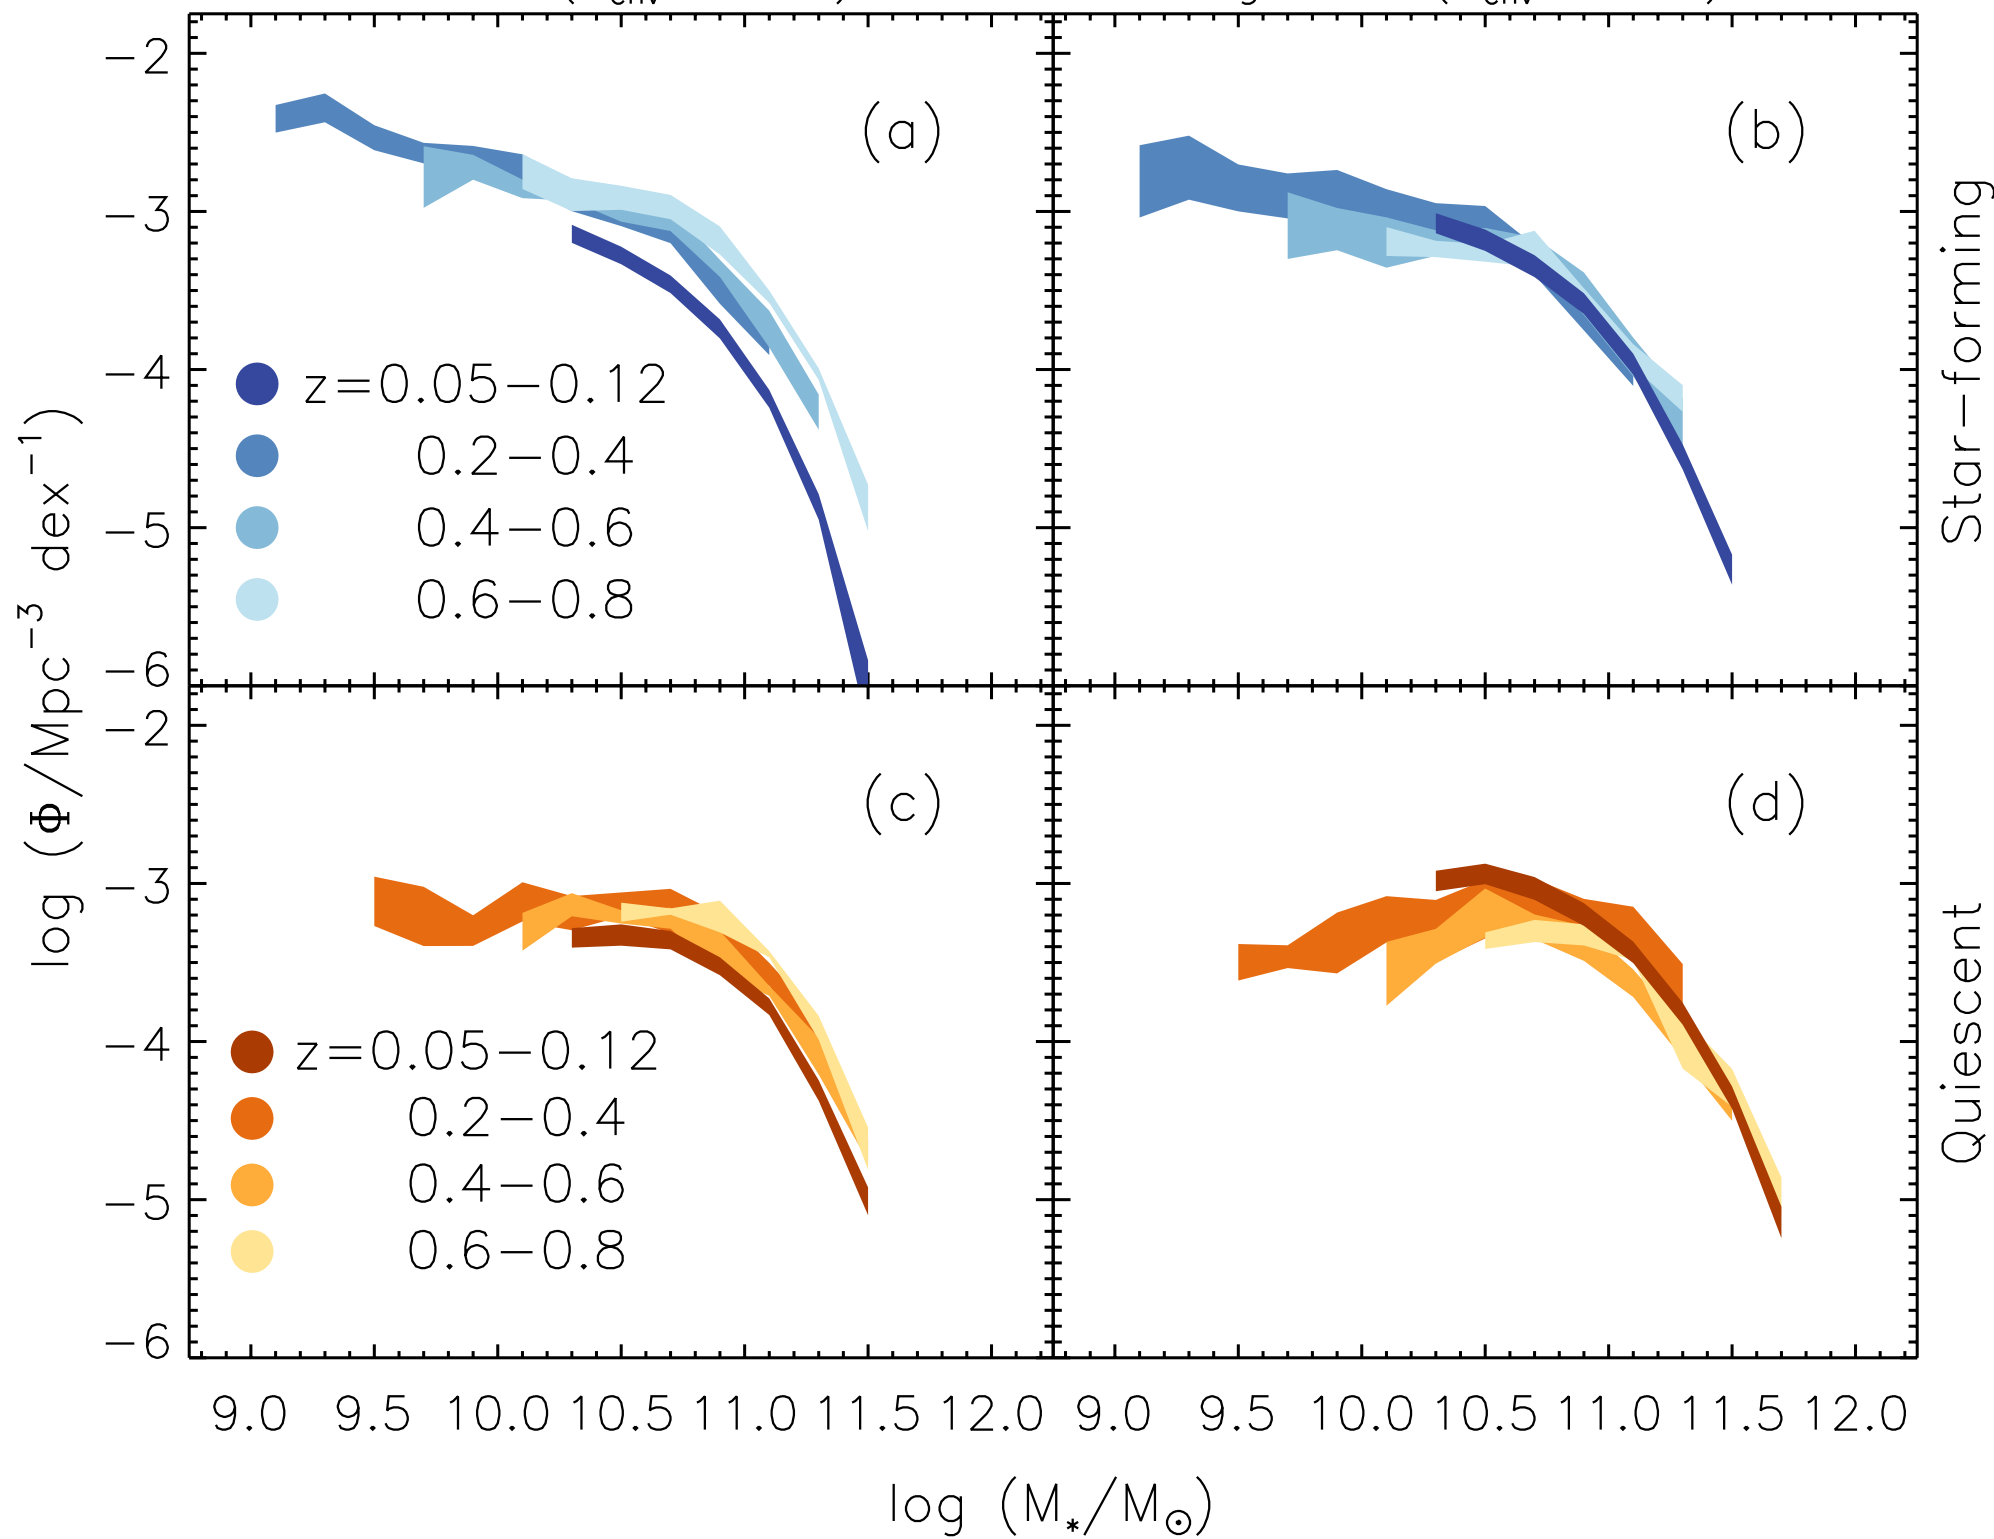 (a)
(b)
z=0.05−0.12
0.2−0.4
0.4−0.6
0.6−0.8
(c)
(d)
z=0.05−0.12
0.2−0.4
0.4−0.6
0.6−0.8
−2
−3
−4
−5
−6
−2
−3
−4
−5
−6
log (Φ/Mpc⁻³ dex⁻¹)
Star−forming
Quiescent
9.0 9.5 10.0 10.5 11.0 11.5 12.0
9.0 9.5 10.0 10.5 11.0 11.5 12.0
log (M*/M⊙)